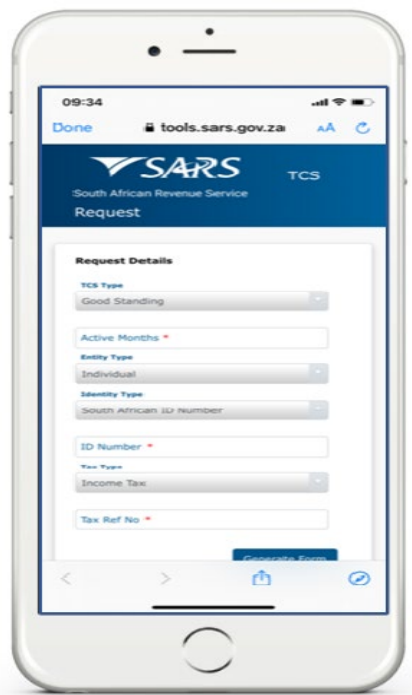 09:34
Done tools.sars.gov.za AA
SARS TCS
South African Revenue Service
Request
Request Details
TCS Type
Good Standing
Active Months *
Entity Type
Individual
Identity Type
South African ID Number
ID Number *
Tax Type
Income Tax
Tax Ref No *
Generate Form